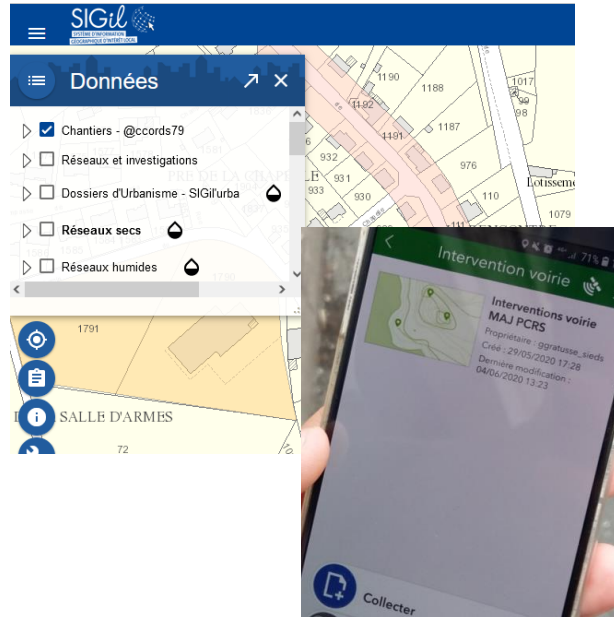 SIGil
SYSTÈME D'INFORMATION
GÉOGRAPHIQUE D'INTÉRÊT LOCAL
Données
Chantiers - @ccords79
Réseaux et investigations
Dossiers d'Urbanisme - SIGil'urba
Réseaux secs
Réseaux humides
1190
1188
1017
99
98
1192
1187
1191
932
976
931
933
930
110
Lotisseme
1079
1791
SALLE D'ARMES
72
71%
Intervention voirie
Interventions voirie
MAJ PCRS
Propriétaire : ggratusse_sieds
Créé : 29/05/2020 17:28
Dernière modification :
04/06/2020 13:23
Collecter